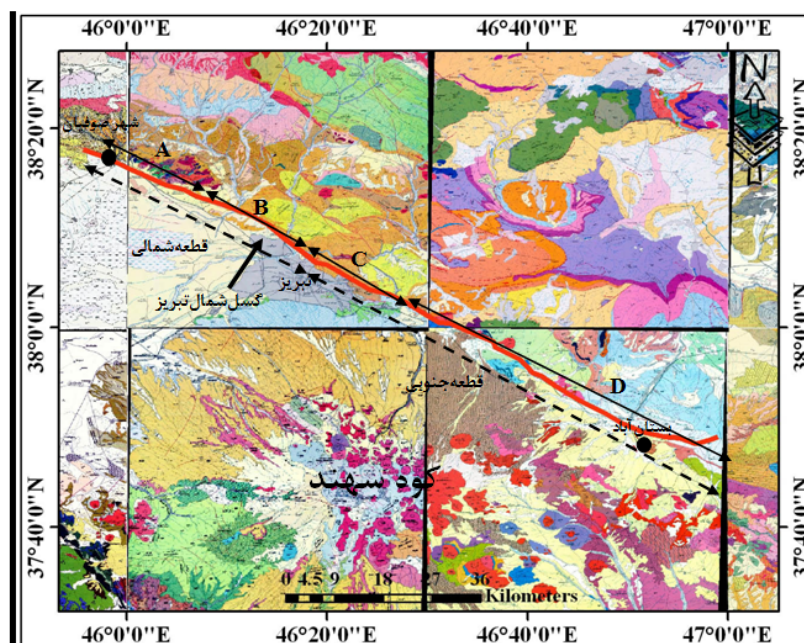 46°0'0"E 46°20'0"E 46°40'0"E 47°0'0"E
38°20'0"N
38°0'0"N
37°40'0"N
N
شهر صوفیان
A
B
قطعه شمالی
C
تبریز
گسل شمال تبریز
قطعه جنوبی
D
بستان آباد
کوه سهند
0 4.5 9 18 27 36
Kilometers
38°20'0"N
38°0'0"N
37°40'0"N
46°0'0"E 46°20'0"E 46°40'0"E 47°0'0"E